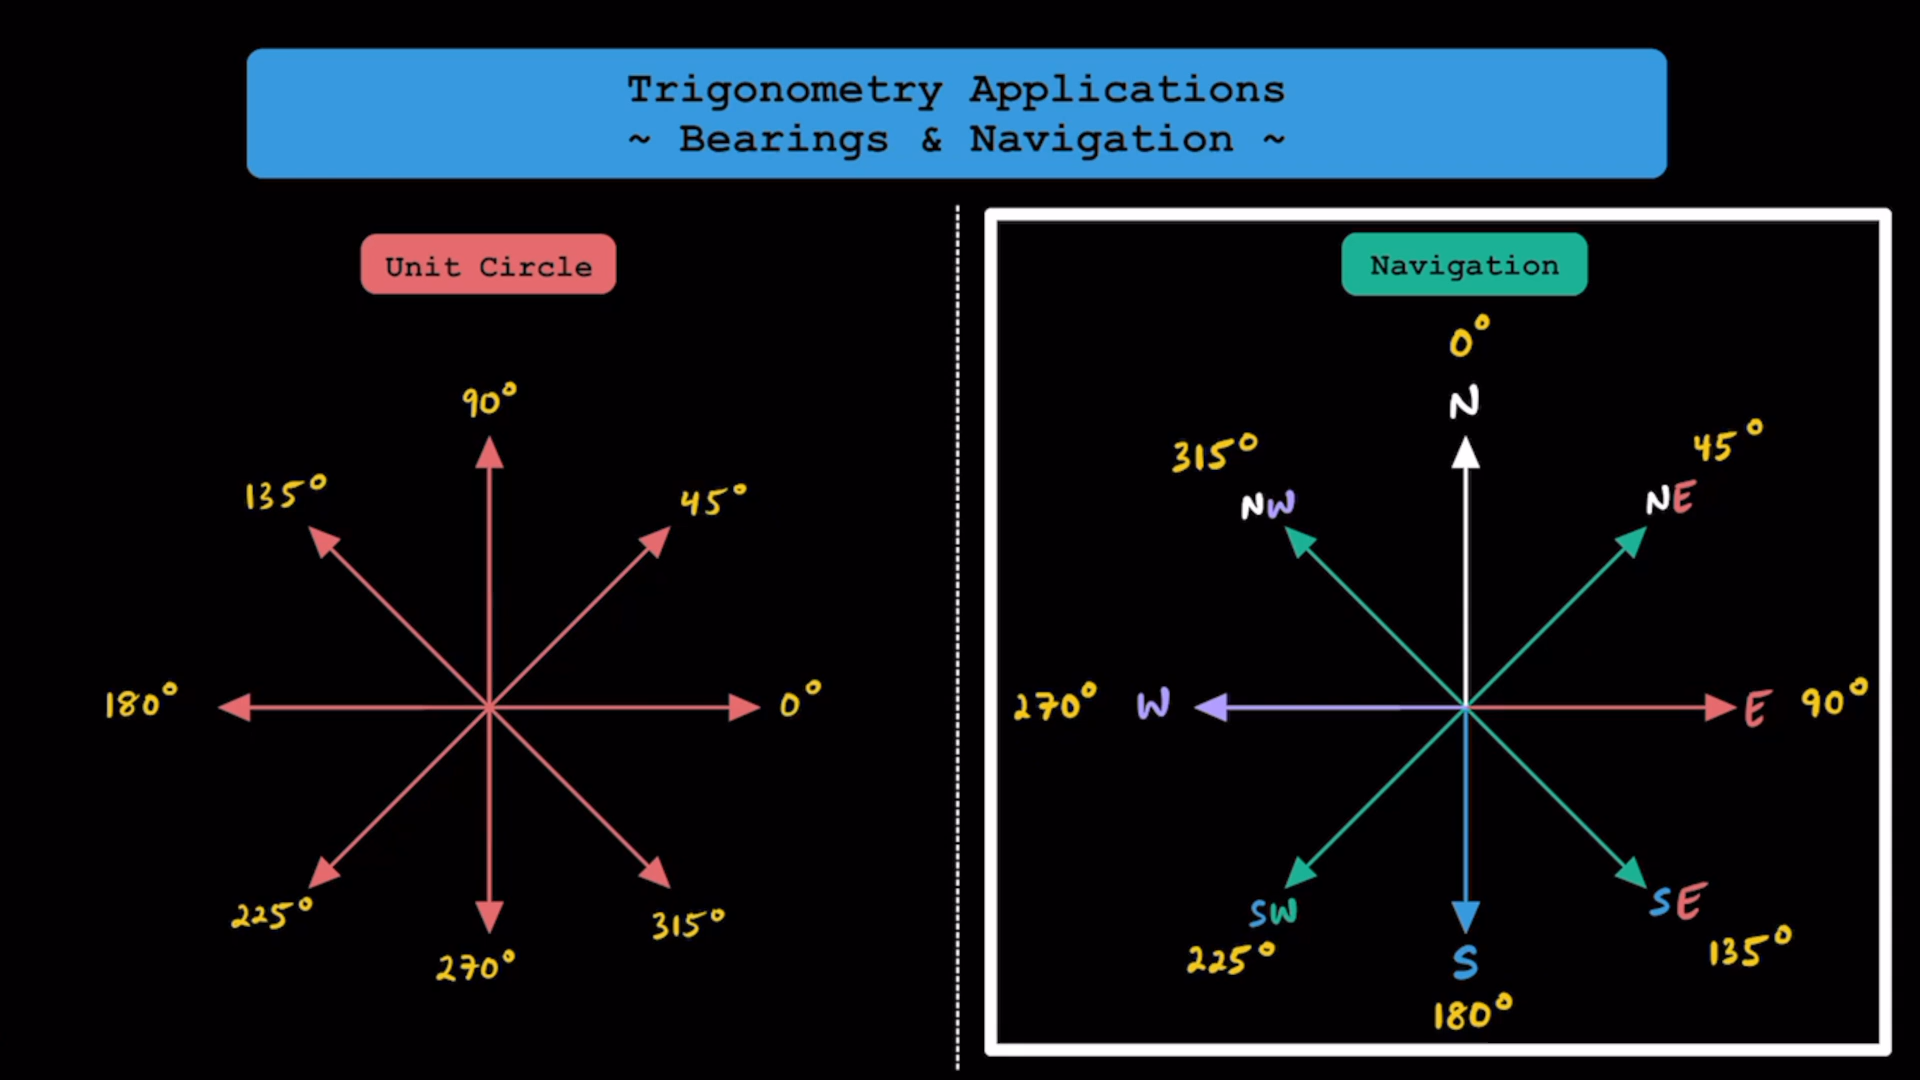 Trigonometry Applications
~ Bearings & Navigation ~
Unit Circle
90°
135°
45°
180°
0°
225°
315°
270°
Navigation
0°
N
315°
45°
NW
NE
270° W
E 90°
SW
SE
225°
135°
S
180°